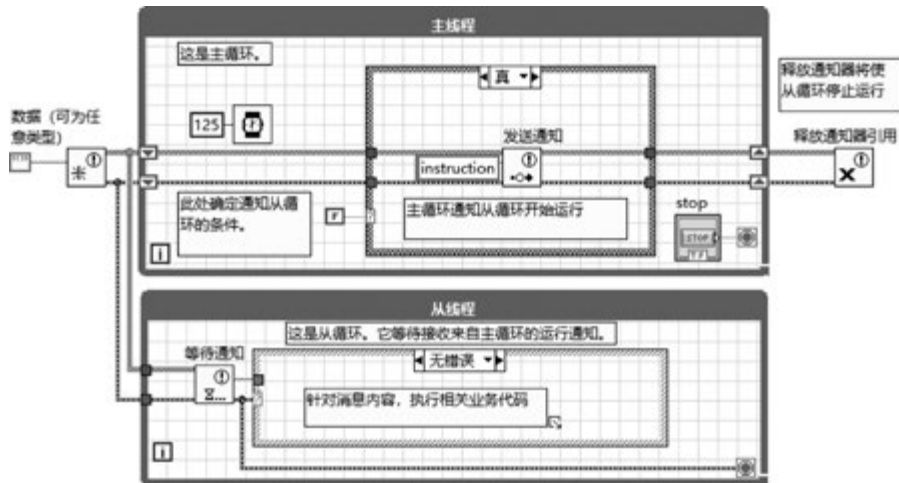 主线程
这是主循环。
真
释放通知器将使
从循环停止运行
数据（可为任
意类型）
125
发送通知
释放通知器引用
instruction
此处确定通知从循
环的条件。
F
主循环通知从循环开始运行
stop
STOP
TF
i
从线程
这是从循环。它等待接收来自主循环的运行通知。
等待通知
无错误
针对消息内容，执行相关业务代码
i